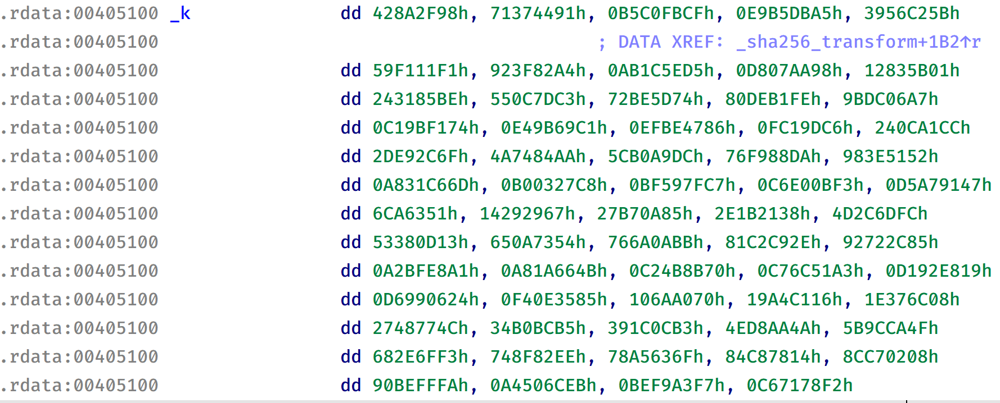 .rdata:00405100 _k dd 428A2F98h, 71374491h, 0B5C0FBCFh, 0E9B5DBA5h, 3956C25Bh
.rdata:00405100 ; DATA XREF: _sha256_transform+1B2↑r
.rdata:00405100 dd 59F111F1h, 923F82A4h, 0AB1C5ED5h, 0D807AA98h, 12835B01h
.rdata:00405100 dd 243185BEh, 550C7DC3h, 72BE5D74h, 80DEB1FEh, 9BDC06A7h
.rdata:00405100 dd 0C19BF174h, 0E49B69C1h, 0EFBE4786h, 0FC19DC6h, 240CA1CCh
.rdata:00405100 dd 2DE92C6Fh, 4A7484AAh, 5CB0A9DCh, 76F988DAh, 983E5152h
.rdata:00405100 dd 0A831C66Dh, 0B00327C8h, 0BF597FC7h, 0C6E00BF3h, 0D5A79147h
.rdata:00405100 dd 6CA6351h, 14292967h, 27B70A85h, 2E1B2138h, 4D2C6DFCh
.rdata:00405100 dd 53380D13h, 650A7354h, 766A0ABBh, 81C2C92Eh, 92722C85h
.rdata:00405100 dd 0A2BFE8A1h, 0A81A664Bh, 0C24B8B70h, 0C76C51A3h, 0D192E819h
.rdata:00405100 dd 0D6990624h, 0F40E3585h, 106AA070h, 19A4C116h, 1E376C08h
.rdata:00405100 dd 2748774Ch, 34B0BCB5h, 391C0CB3h, 4ED8AA4Ah, 5B9CCA4Fh
.rdata:00405100 dd 682E6FF3h, 748F82EEh, 78A5636Fh, 84C87814h, 8CC70208h
.rdata:00405100 dd 90BEFFFAh, 0A4506CEBh, 0BEF9A3F7h, 0C67178F2h